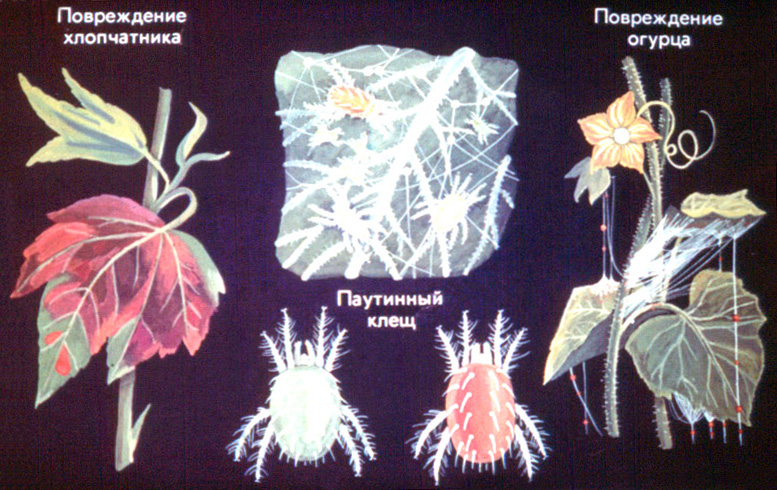 Повреждение
хлопчатника
Повреждение
огурца
Паутинный
клещ